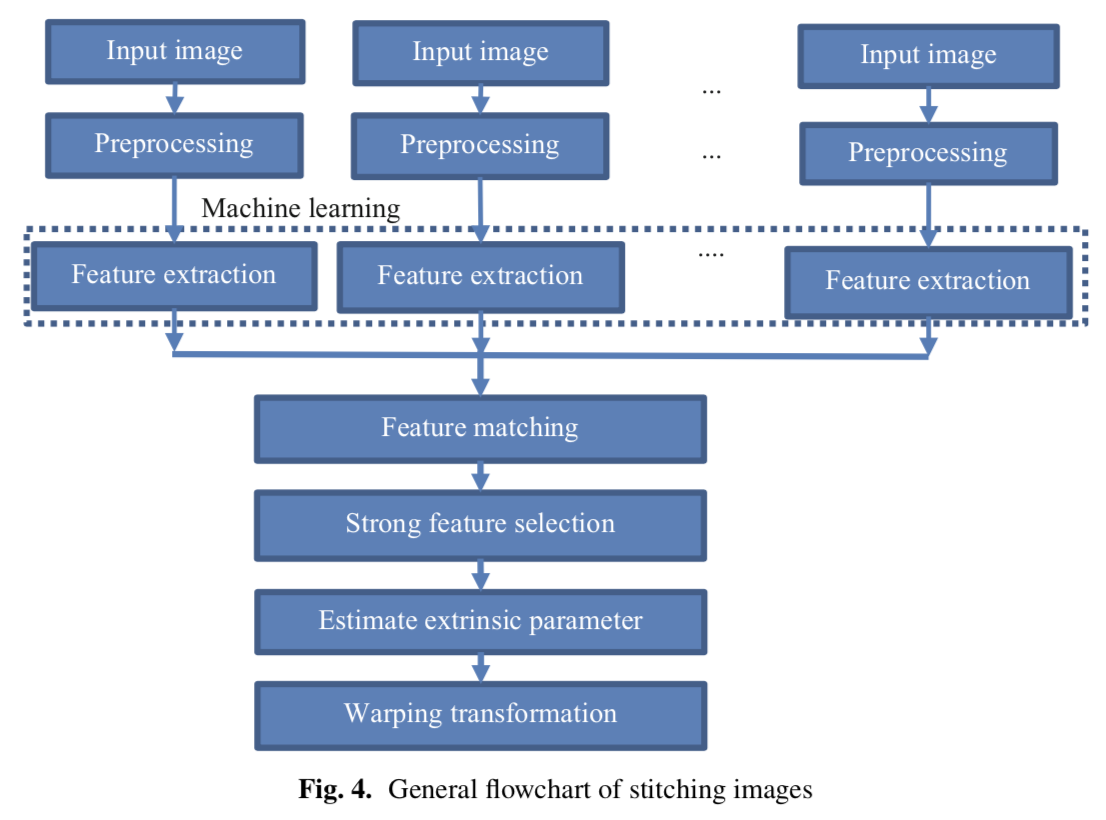 Input image
Input image
...
Input image
Preprocessing
Preprocessing
...
Preprocessing
Machine learning
Feature extraction
Feature extraction
....
Feature extraction
Feature matching
Strong feature selection
Estimate extrinsic parameter
Warping transformation
Fig. 4. General flowchart of stitching images